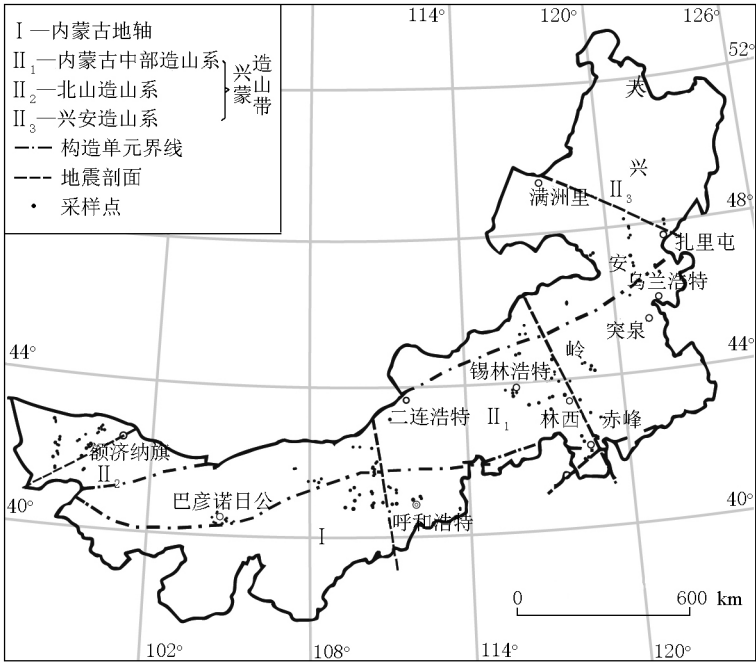 Ⅰ—内蒙古地轴
Ⅱ₁—内蒙古中部造山系
Ⅱ₂—北山造山系
Ⅱ₃—兴安造山系
兴蒙
造山带
构造单元界线
地震剖面
采样点
114°
120°
126°
52°
大
兴
Ⅱ₃
满洲里
48°
扎里屯
安
乌兰浩特
突泉
44°
44°
岭
锡林浩特
二连浩特
Ⅱ₁
林西
赤峰
额济纳旗
Ⅱ₂
巴彦诺日公
40°
40°
呼和浩特
Ⅰ
0
600 km
102°
108°
114°
120°